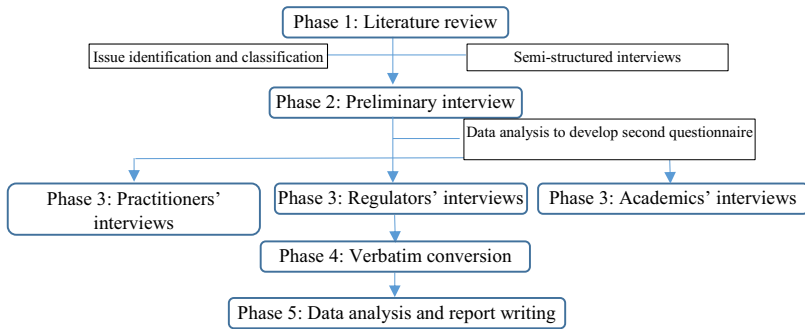 Phase 1: Literature review
Issue identification and classification
Semi-structured interviews
Phase 2: Preliminary interview
Data analysis to develop second questionnaire
Phase 3: Practitioners’
interviews
Phase 3: Regulators’ interviews
Phase 3: Academics’ interviews
Phase 4: Verbatim conversion
Phase 5: Data analysis and report writing